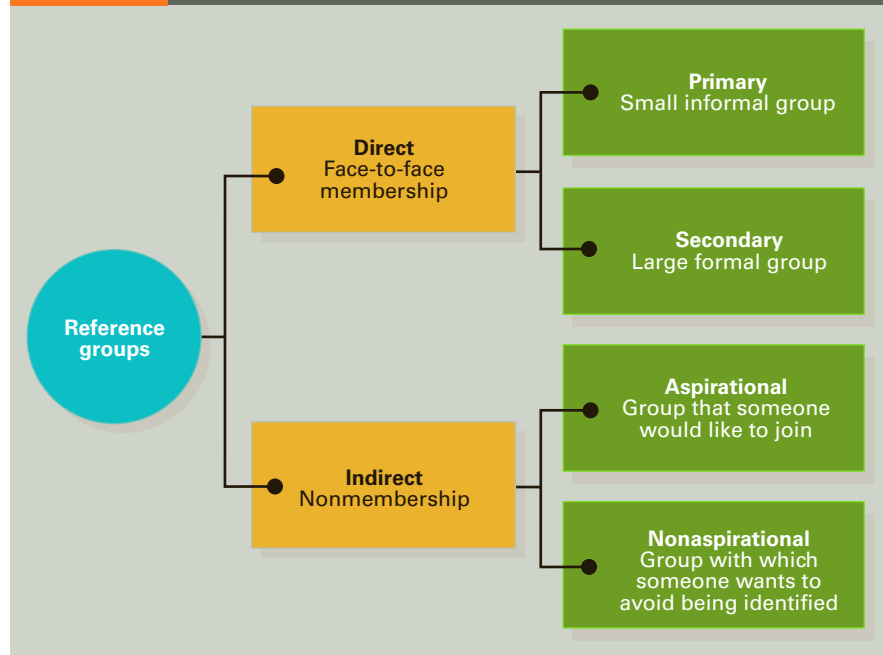 Reference
groups
Direct
Face-to-face
membership
Primary
Small informal group
Secondary
Large formal group
Indirect
Nonmembership
Aspirational
Group that someone
would like to join
Nonaspirational
Group with which
someone wants to
avoid being identified